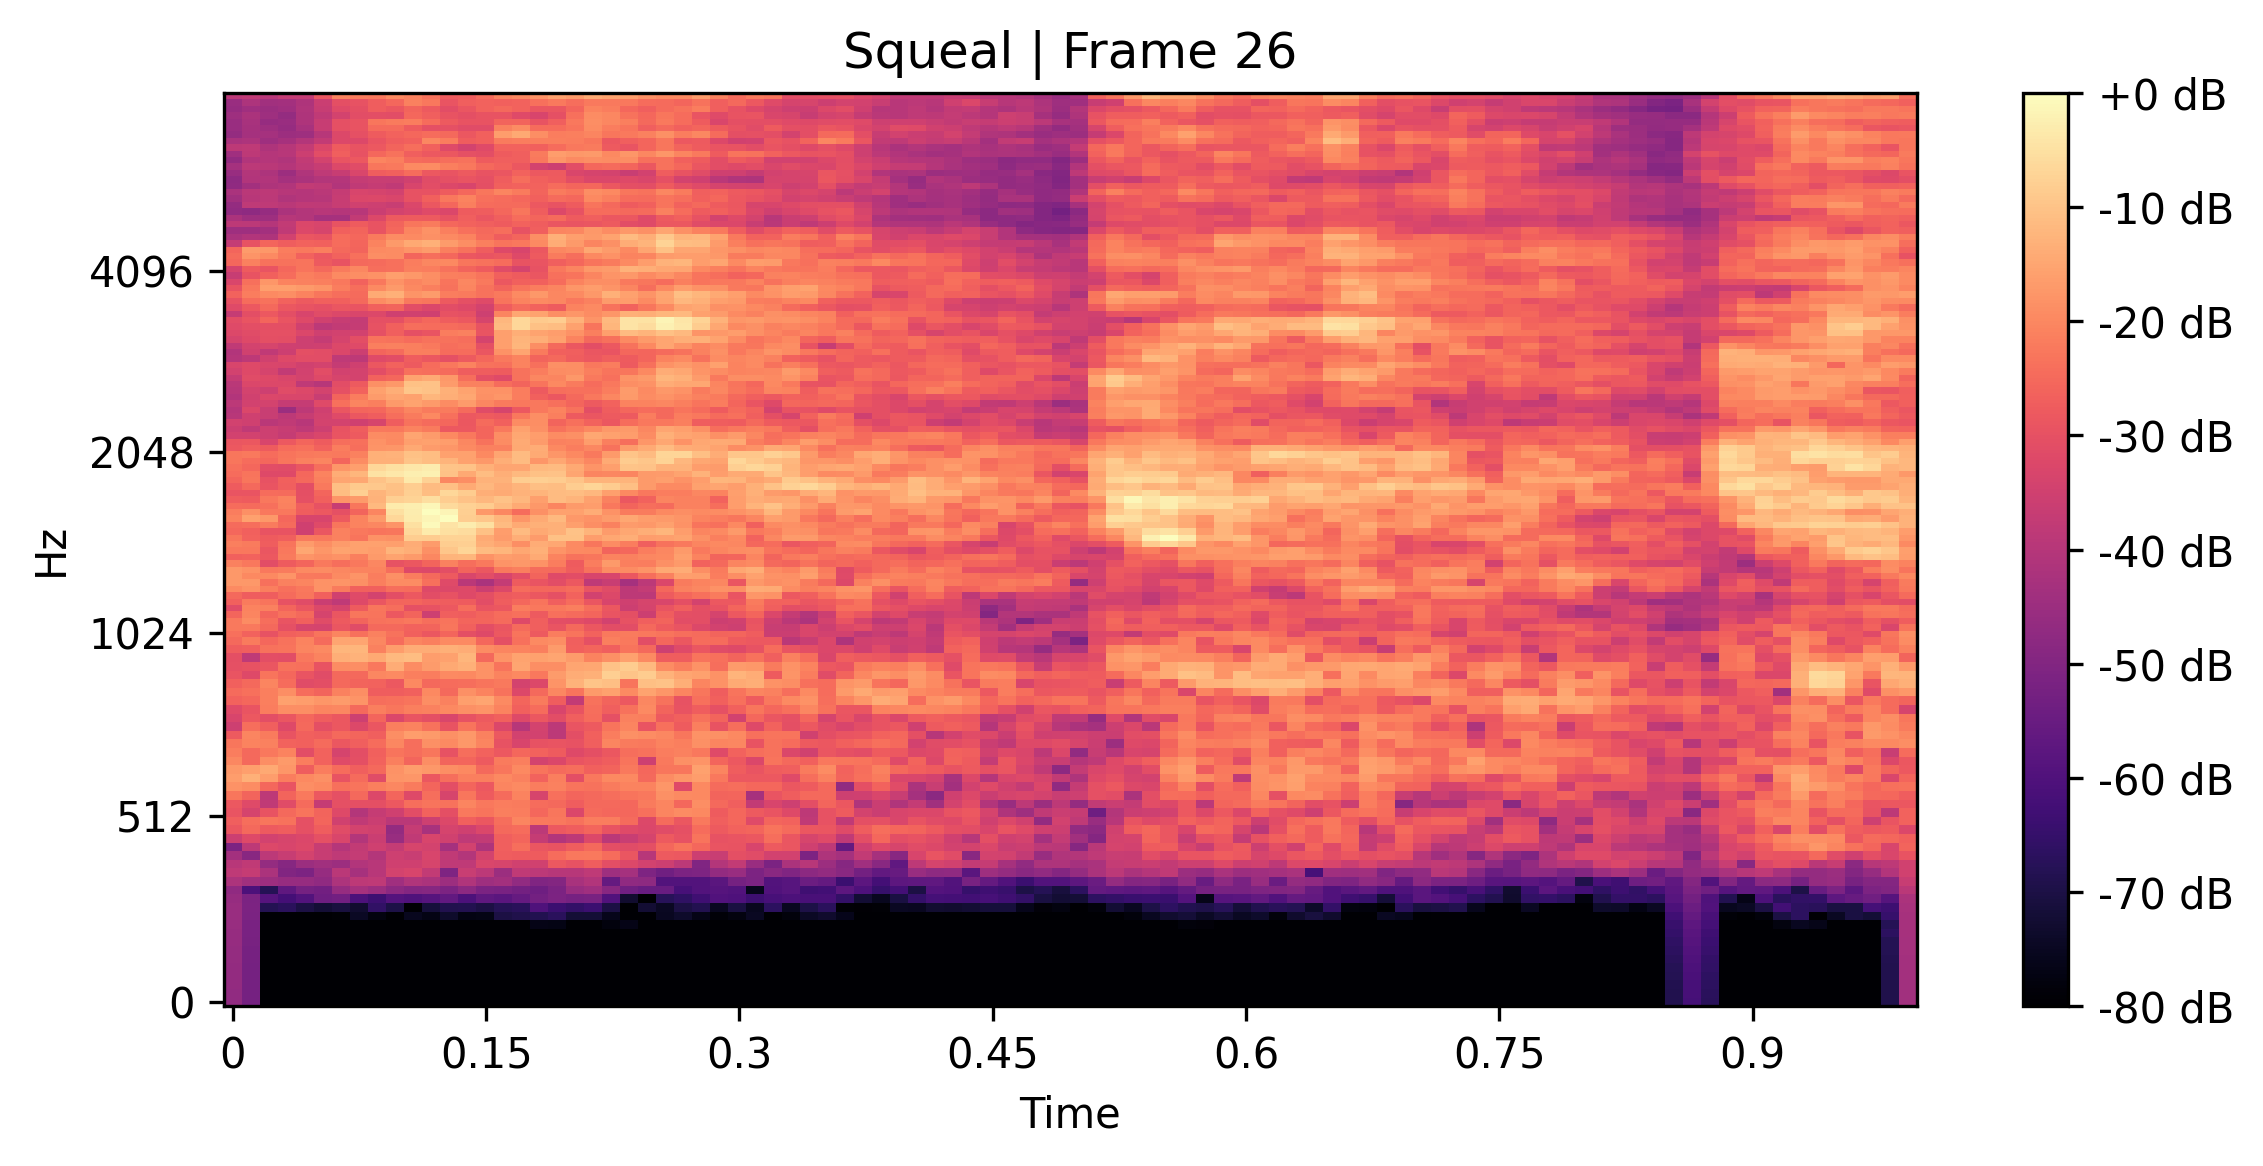 Squeal | Frame 26
Hz
4096
2048
1024
512
0
0 0.15 0.3 0.45 0.6 0.75 0.9
Time
+0 dB
-10 dB
-20 dB
-30 dB
-40 dB
-50 dB
-60 dB
-70 dB
-80 dB